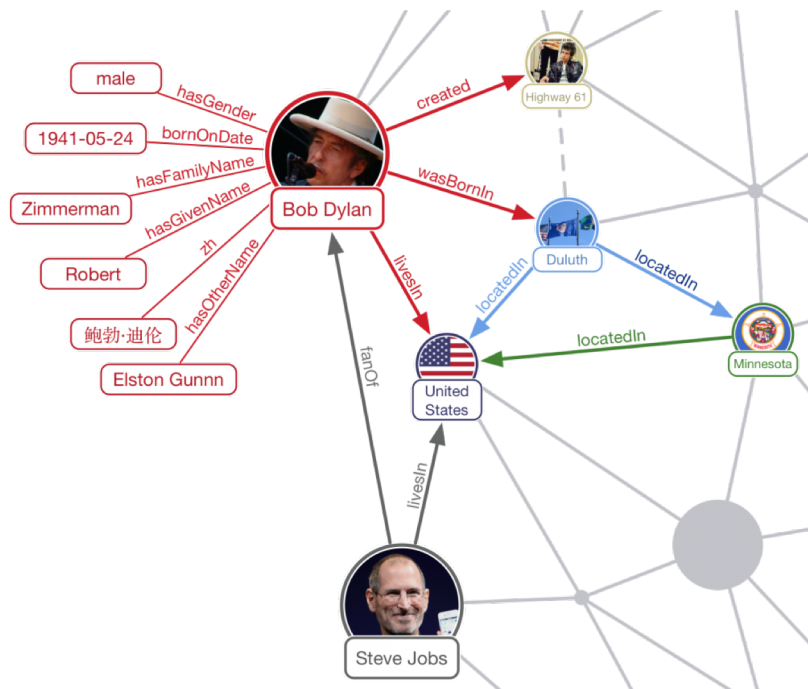 male
hasGender
created
Highway 61
1941-05-24
bornOnDate
hasFamilyName
Zimmerman
hasGivenName
Bob Dylan
wasBornIn
Robert
zh
Duluth
locatedIn
locatedIn
livesIn
hasOtherName
鲍勃·迪伦
locatedIn
Elston Gunnn
fanOf
United
States
Minnesota
livesIn
Steve Jobs